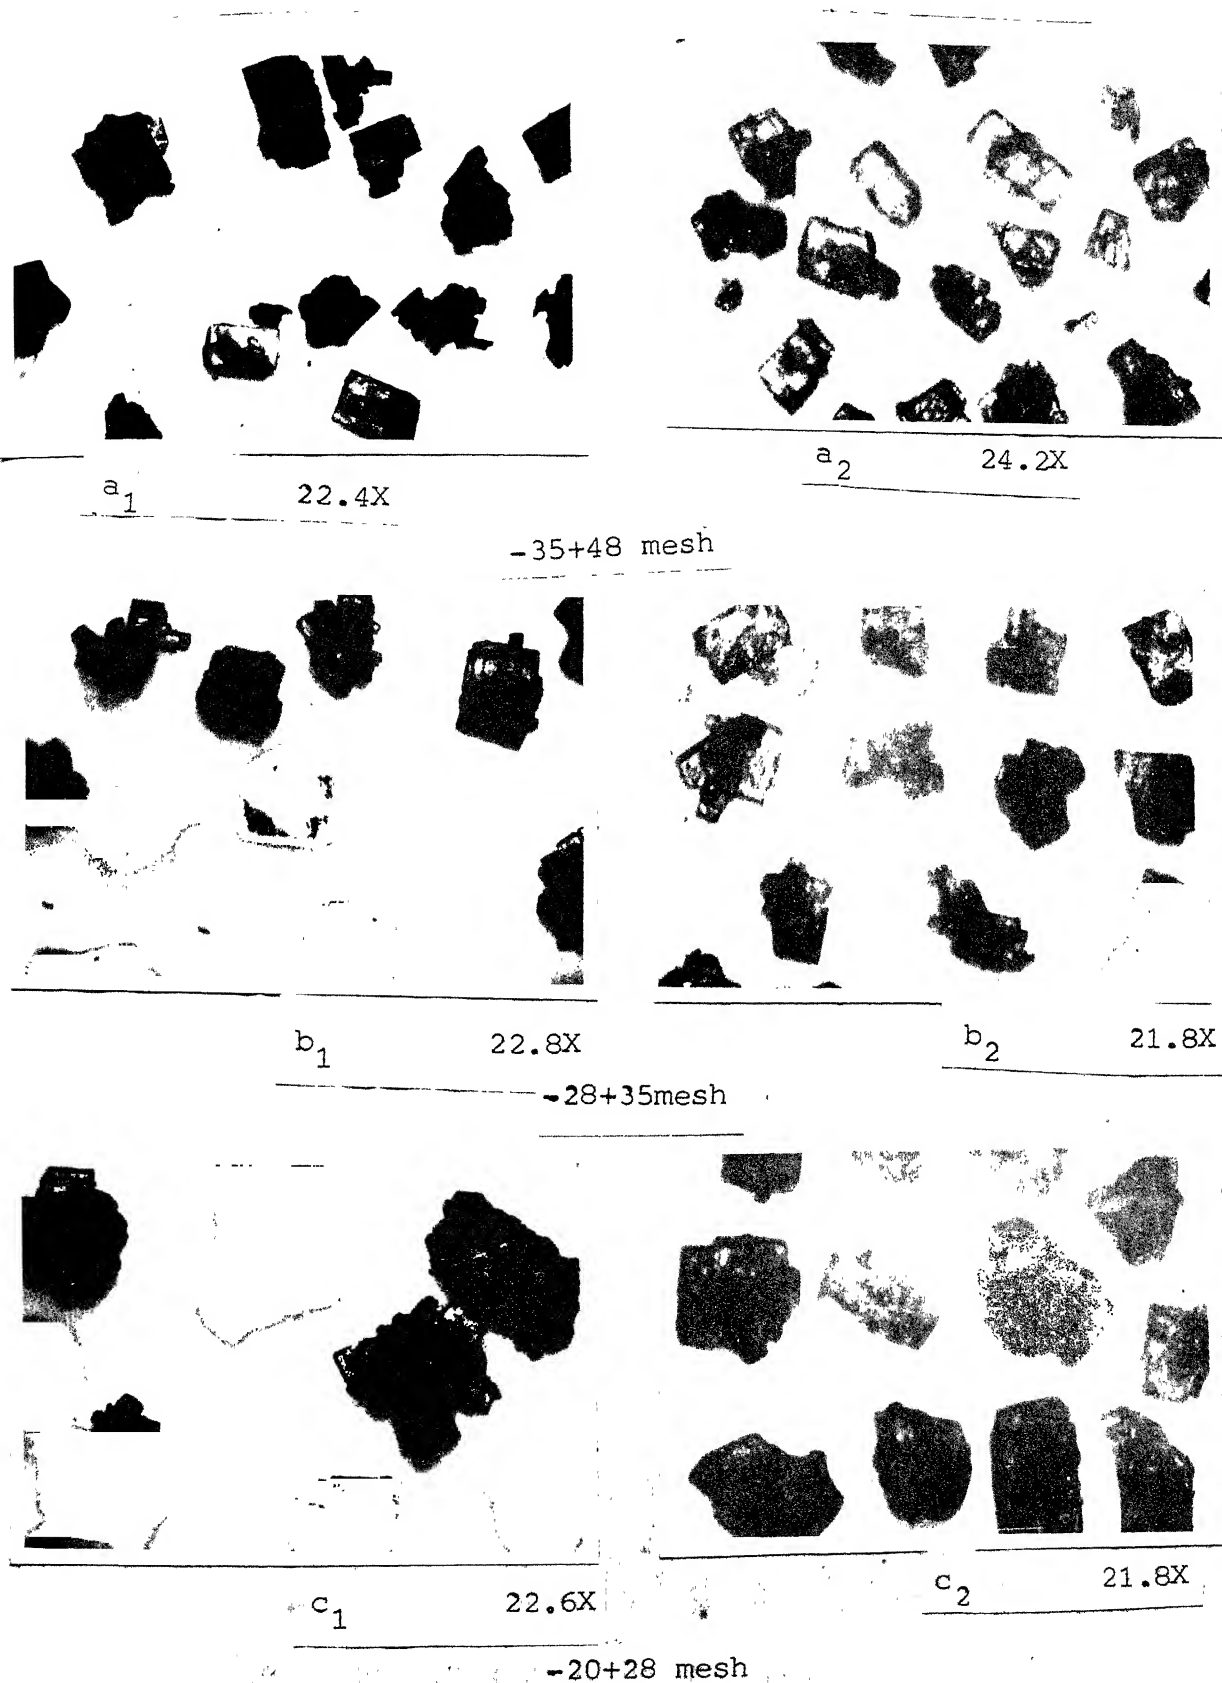 a1 22.4X
a2 24.2X
-35+48 mesh
b1 22.8X
b2 21.8X
-28+35mesh
c1 22.6X
c2 21.8X
-20+28 mesh